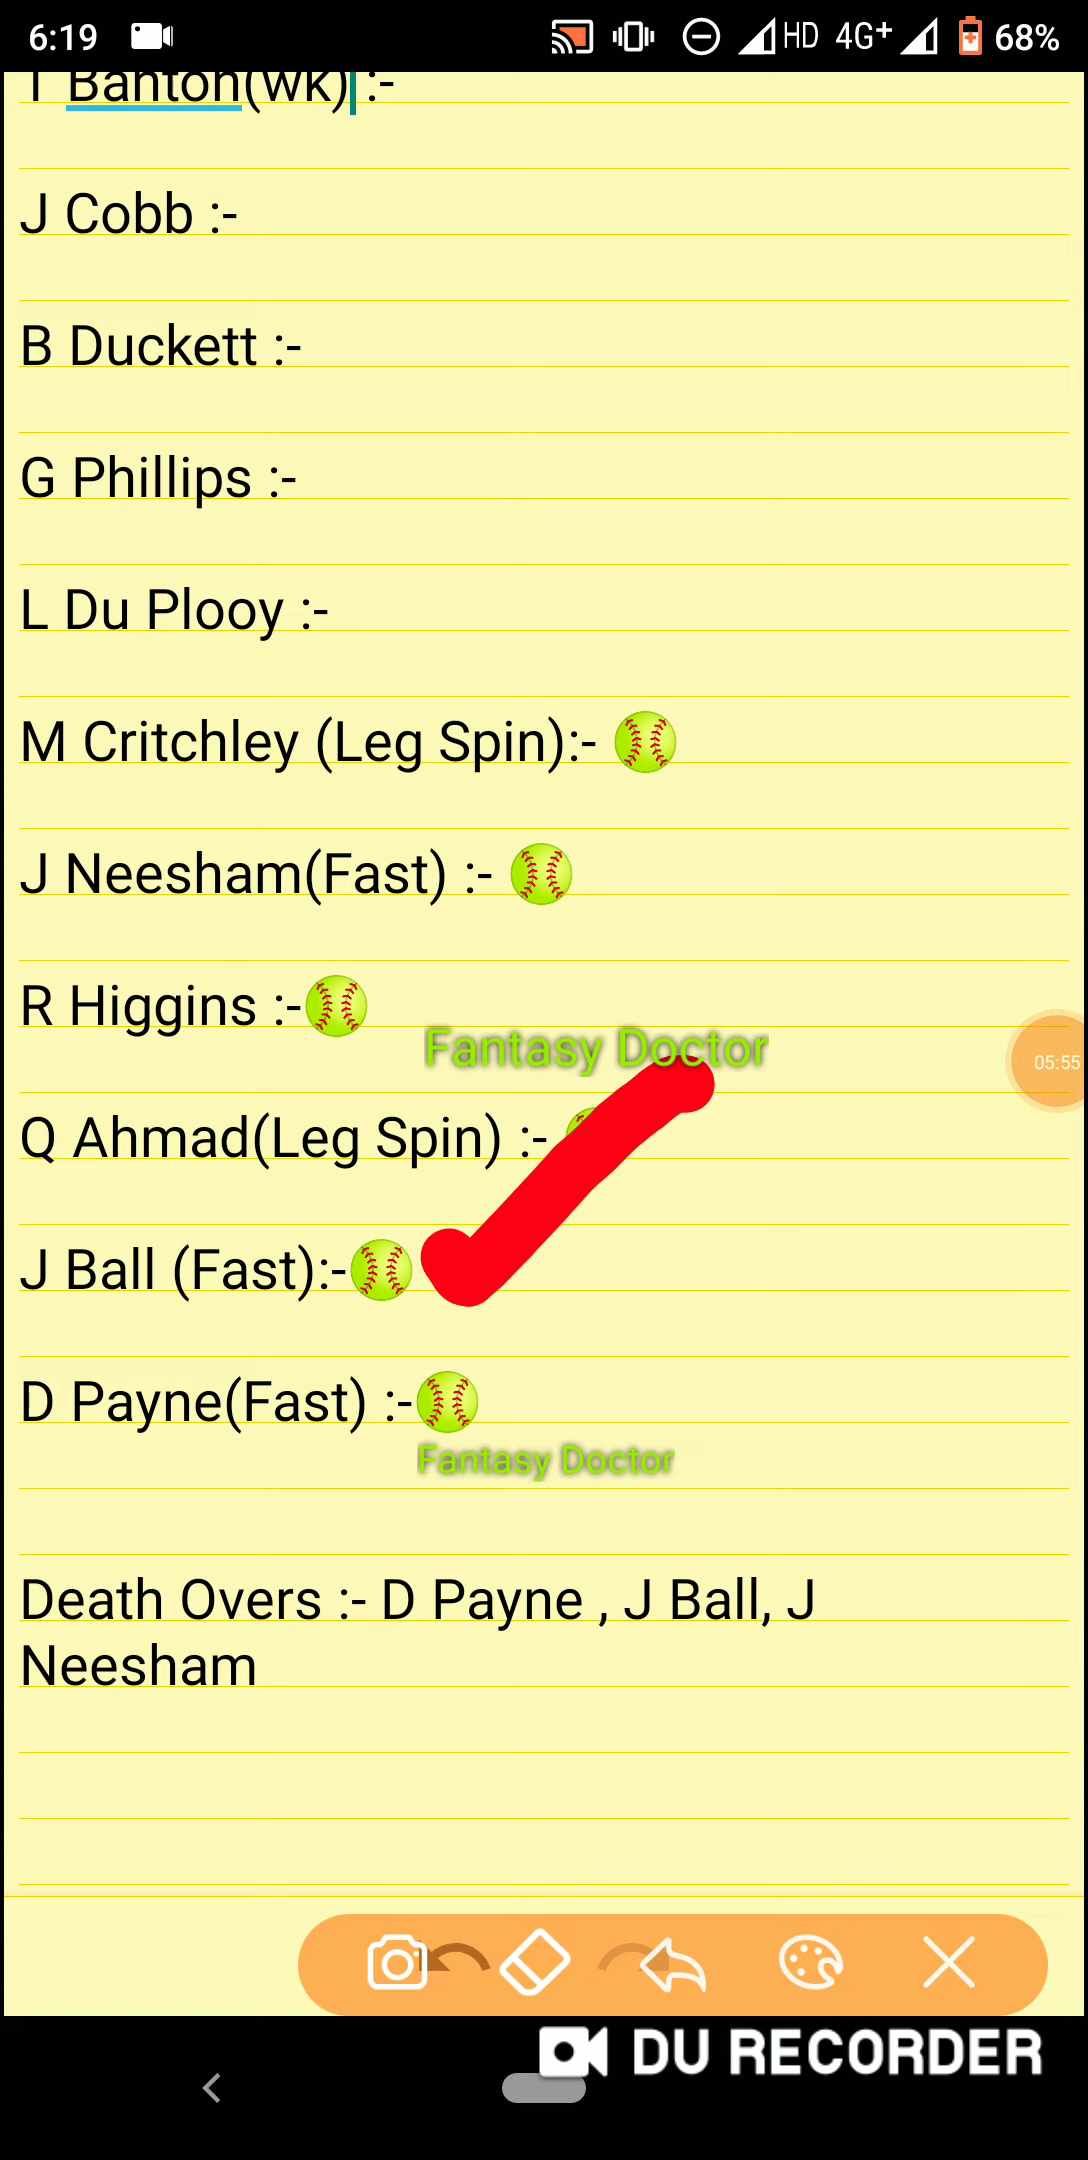 6:19 HD 4G+ 68%
T Banton(wk) :-
J Cobb :-
B Duckett :-
G Phillips :-
L Du Plooy :-
M Critchley (Leg Spin):- 🥎
J Neesham(Fast) :- 🥎
R Higgins :-🥎
Fantasy Doctor
05:55
Q Ahmad(Leg Spin) :- 🥎
J Ball (Fast):-🥎
D Payne(Fast) :-🥎
Fantasy Doctor
Death Overs :- D Payne , J Ball, J
Neesham
DU RECORDER